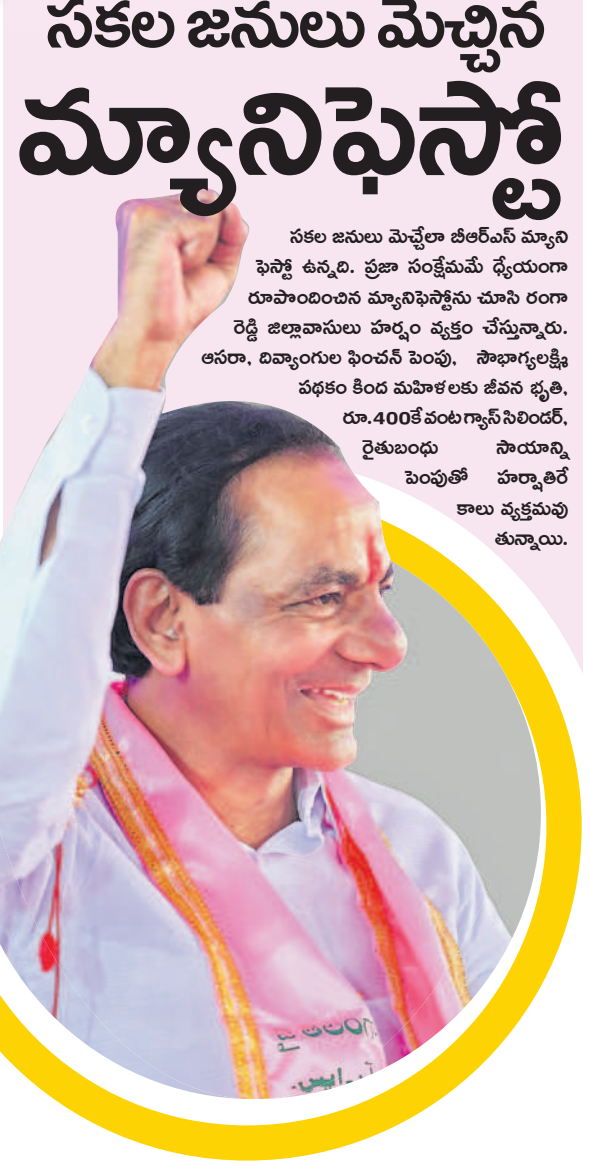 సకల జనులు మెచ్చిన
మ్యానిఫెస్టో
సకల జనులు మెచ్చేలా బీఆర్ఎస్ మ్యాని
ఫెస్టో ఉన్నది. ప్రజా సంక్షేమమే ధ్యేయంగా
రూపొందించిన మ్యానిఫెస్టోను చూసి రంగా
రెడ్డి జిల్లావాసులు హర్షం వ్యక్తం చేస్తున్నారు.
ఆసరా, దివ్యాంగుల ఫించన్ పెంపు, సౌభాగ్యలక్ష్మి
పథకం కింద మహిళలకు జీవన భృతి,
రూ.400కే వంటగ్యాస్ సిలిండర్,
రైతుబంధు సాయాన్ని
పెంపుతో హర్షాతిరే
కాలు వ్యక్తమవు
తున్నాయి.